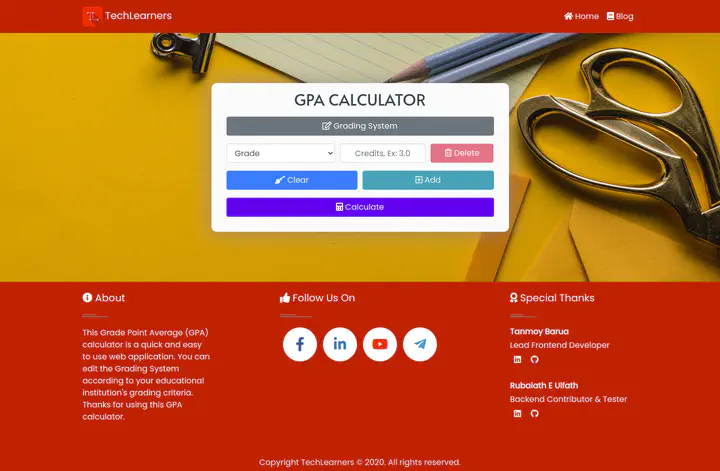 TL TechLearners
Home Blog
GPA CALCULATOR
Grading System
Grade Credits, Ex: 3.0 Delete
Clear Add
Calculate
About
This Grade Point Average (GPA)
calculator is a quick and easy
to use web application. You can
edit the Grading System
according to your educational
institution's grading criteria.
Thanks for using this GPA
calculator.
Follow Us On
Special Thanks
Tanmoy Barua
Lead Frontend Developer
Rubaiath E Ulfath
Backend Contributor & Tester
Copyright TechLearners © 2020. All rights reserved.